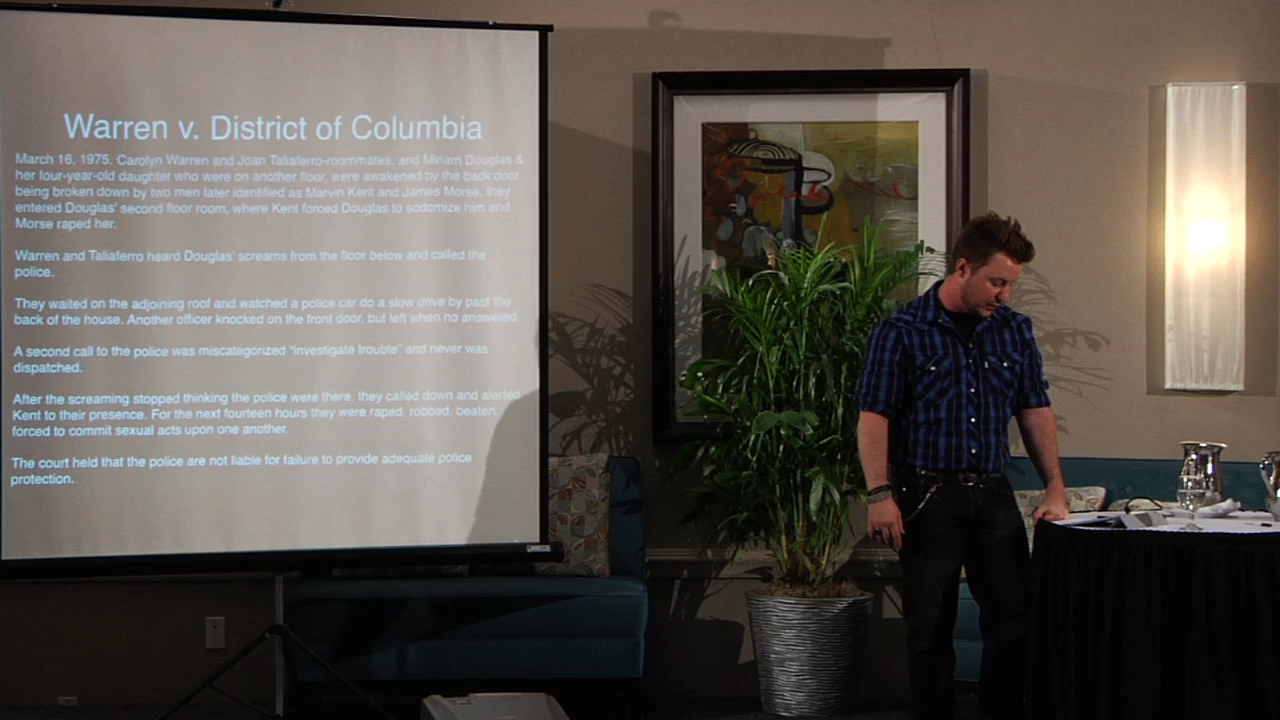 Warren v. District of Columbia
March 16, 1975, Carolyn Warren and Joan Taliaferro-roommates, and Miriam Douglas &
her four-year-old daughter who were on another floor, were awakened by the back door
being broken down by two men later identified as Marvin Kent and James Morse, they
entered Douglas' second floor room, where Kent forced Douglas to sodomize him and
Morse raped her.
Warren and Taliaferro heard Douglas' screams from the floor below and called the
police.
They waited on the adjoining roof and watched a police car do a slow drive by past the
back of the house. Another officer knocked on the front door, but left when no answered.
A second call to the police was miscategorized "investigate trouble" and never was
dispatched.
After the screaming stopped thinking the police were there, they called down and alerted
Kent to their presence. For the next fourteen hours they were raped, robbed, beaten,
forced to commit sexual acts upon one another.
The court held that the police are not liable for failure to provide adequate police
protection.